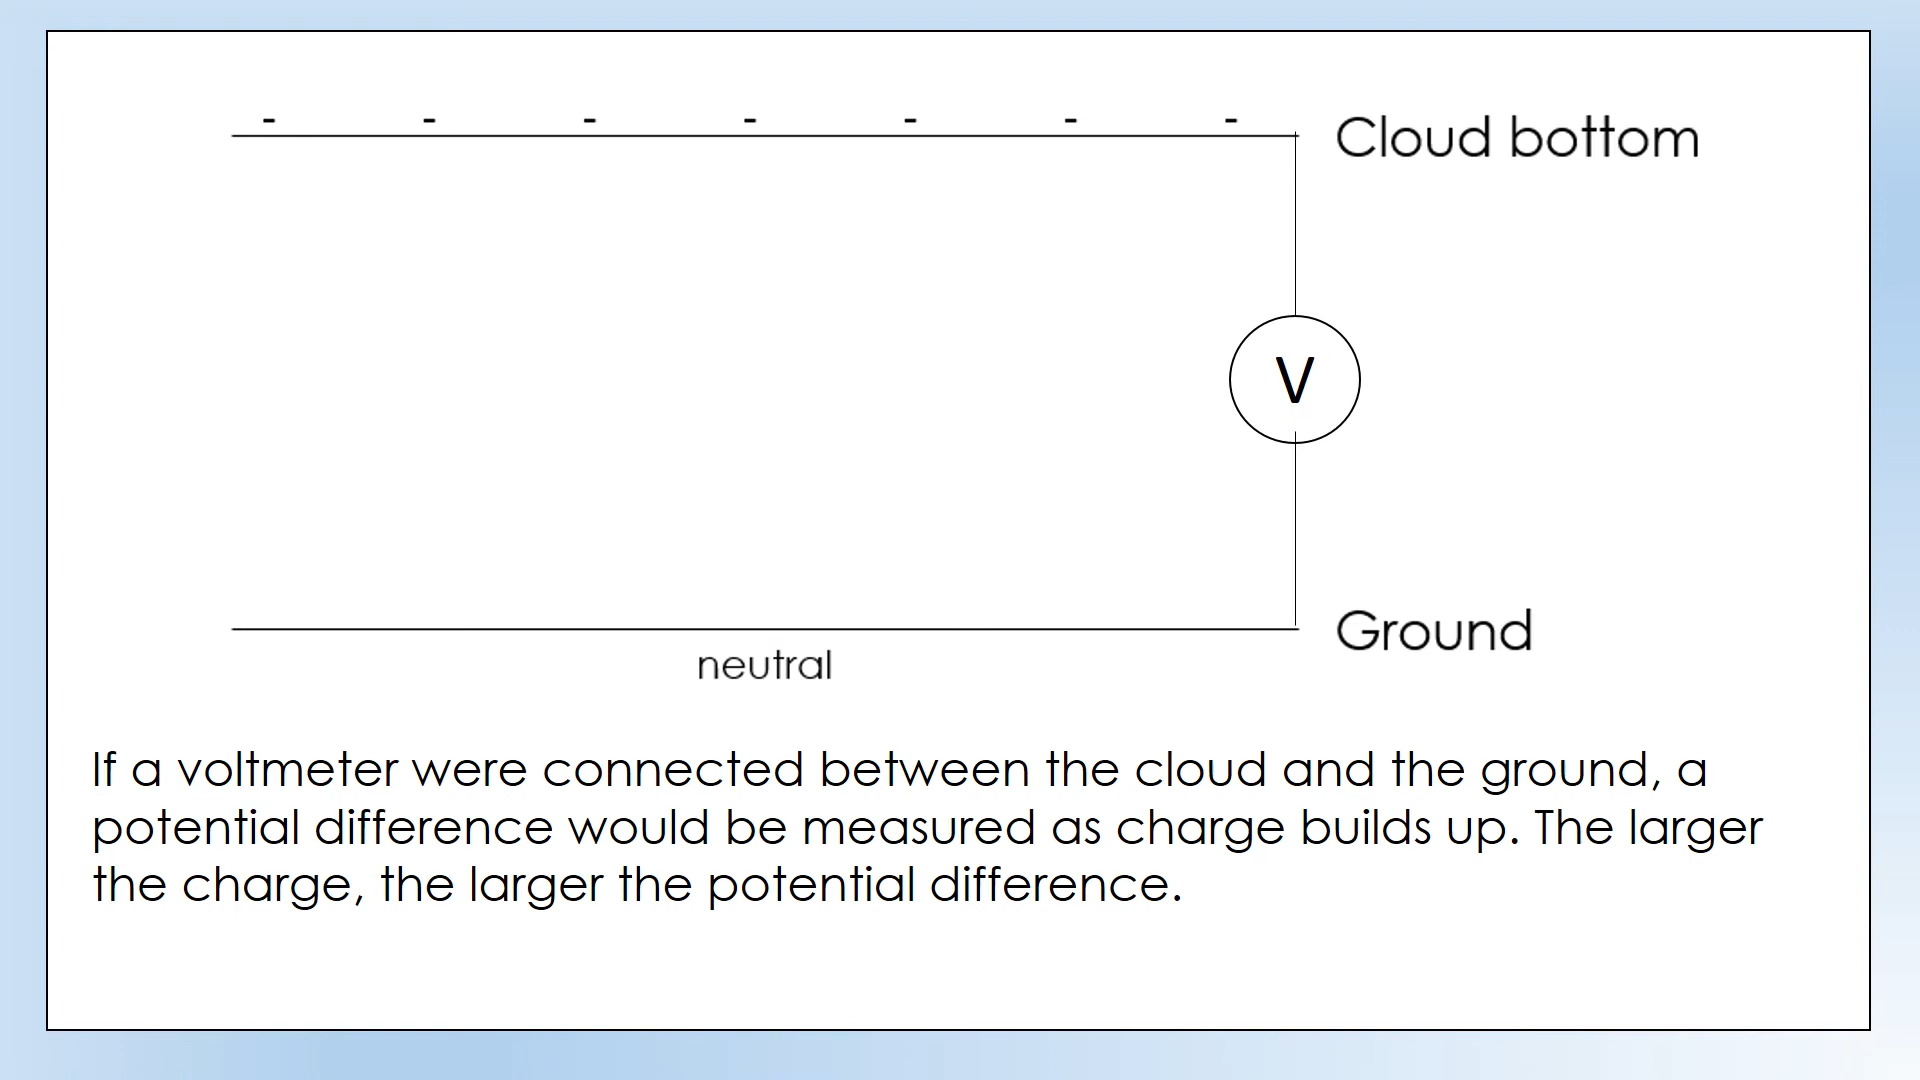 - - - - - - -
Cloud bottom
V
Ground
neutral
If a voltmeter were connected between the cloud and the ground, a
potential difference would be measured as charge builds up. The larger
the charge, the larger the potential difference.